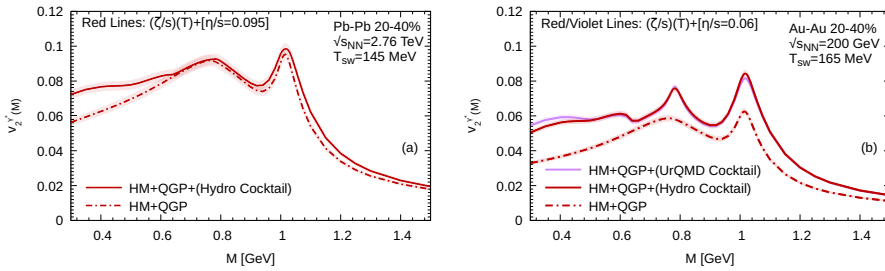 Red Lines: (ζ/s)(T)+[η/s=0.095]
Pb-Pb 20-40%
√sNN=2.76 TeV
Tsw=145 MeV
0.12
0.1
0.08
0.06
0.04
0.02
0
v2γ*(M)
(a)
HM+QGP+(Hydro Cocktail)
HM+QGP
0.4 0.6 0.8 1 1.2 1.4
M [GeV]
Red/Violet Lines: (ζ/s)(T)+[η/s=0.06]
Au-Au 20-40%
√sNN=200 GeV
Tsw=165 MeV
0.12
0.1
0.08
0.06
0.04
0.02
0
v2γ*(M)
(b)
HM+QGP+(UrQMD Cocktail)
HM+QGP+(Hydro Cocktail)
HM+QGP
0.4 0.6 0.8 1 1.2 1.4
M [GeV]